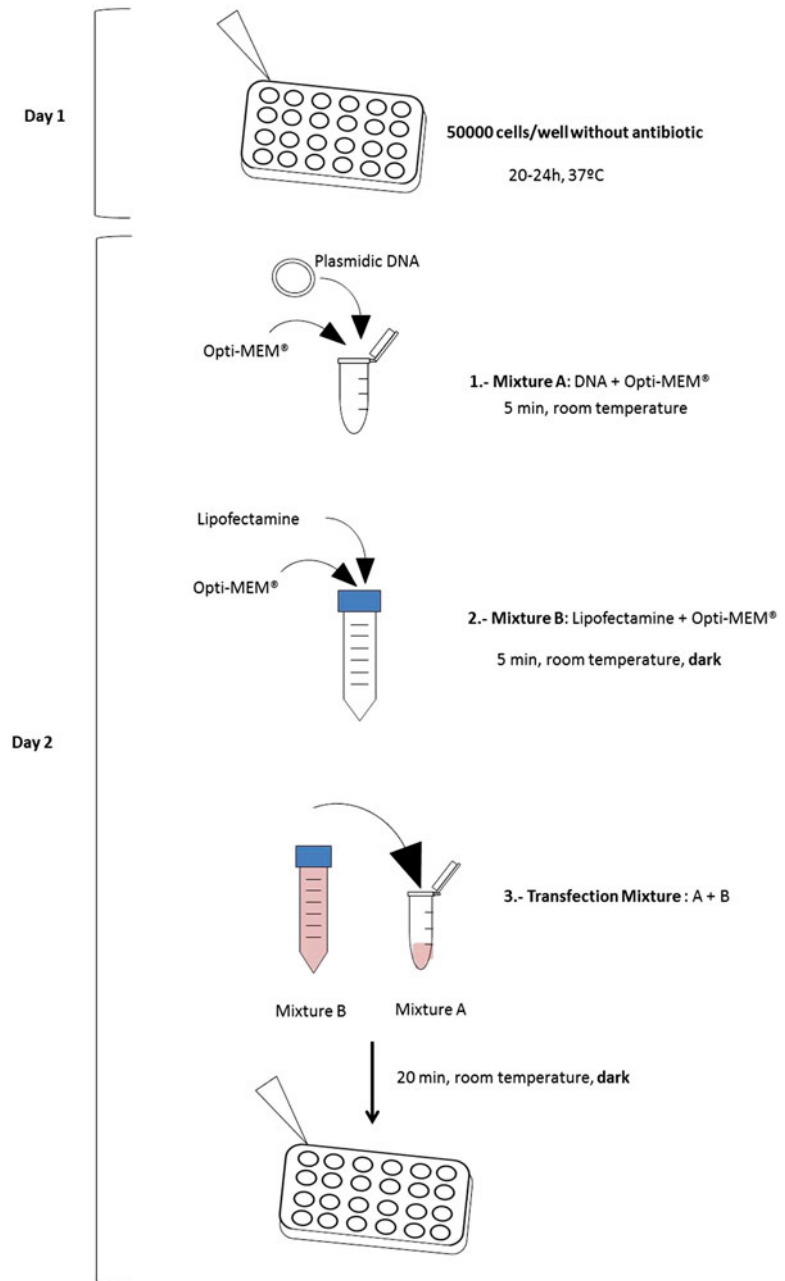 Day 1
50000 cells/well without antibiotic
20-24h, 37ºC
Plasmidic DNA
Opti-MEM®
1.- Mixture A: DNA + Opti-MEM®
5 min, room temperature
Lipofectamine
Opti-MEM®
2.- Mixture B: Lipofectamine + Opti-MEM®
5 min, room temperature, dark
Day 2
3.- Transfection Mixture : A + B
Mixture B
Mixture A
20 min, room temperature, dark